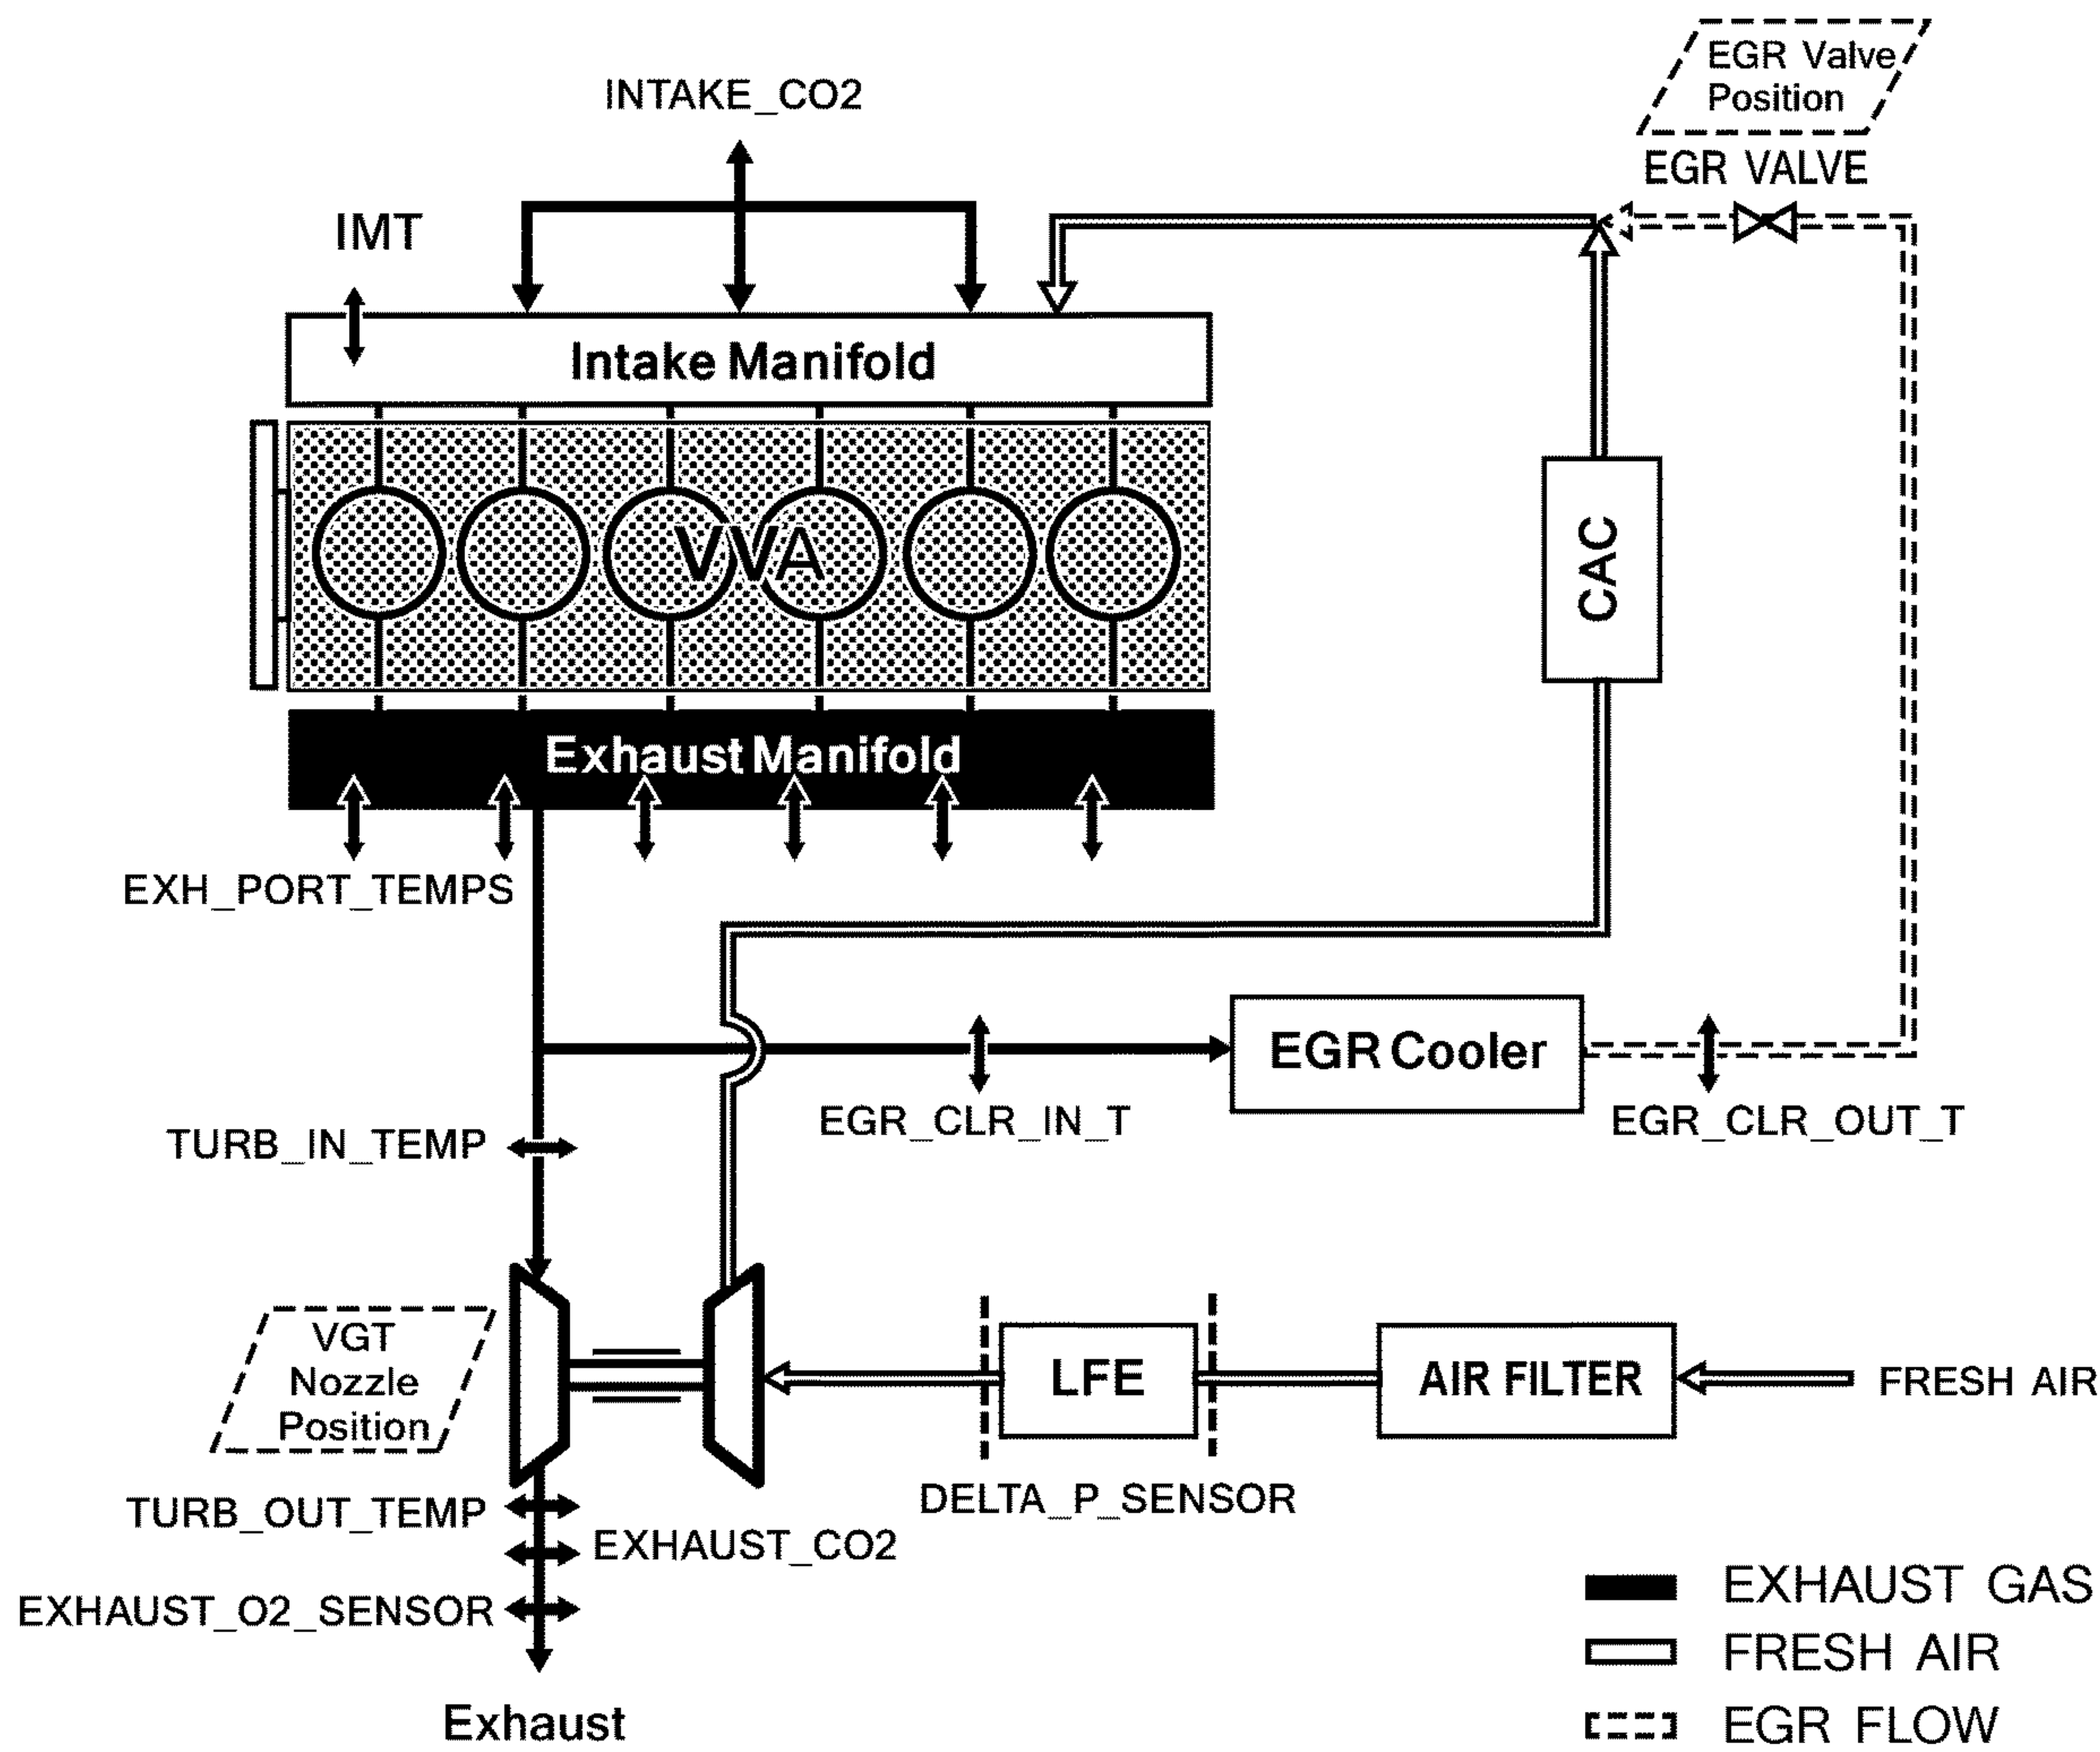 EGR Valve
Position
EGR VALVE
INTAKE_CO2
IMT
Intake Manifold
VVA
CAC
Exhaust Manifold
EXH_PORT_TEMPS
EGR Cooler
EGR_CLR_IN_T
EGR_CLR_OUT_T
TURB_IN_TEMP
VGT
Nozzle
Position
LFE
AIR FILTER
FRESH AIR
DELTA_P_SENSOR
TURB_OUT_TEMP
EXHAUST_CO2
EXHAUST_O2_SENSOR
Exhaust
EXHAUST GAS
FRESH AIR
EGR FLOW